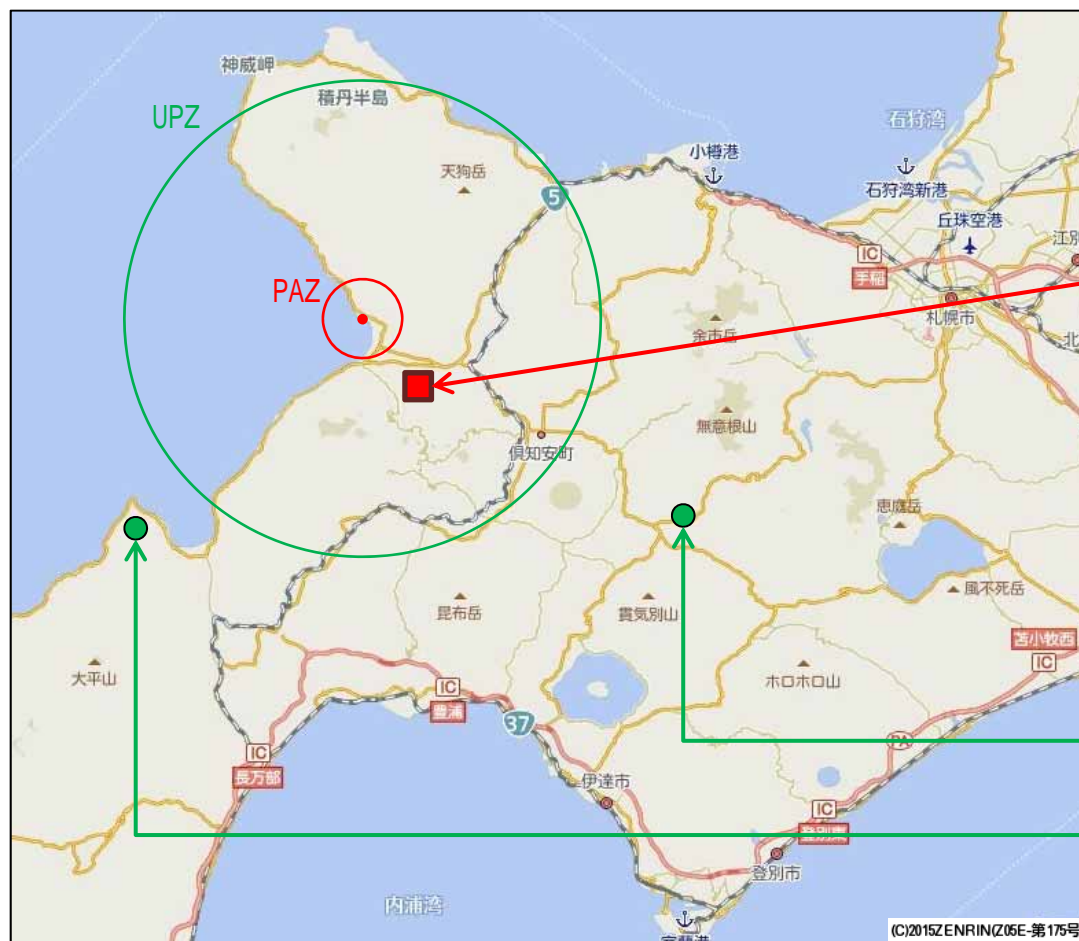 神威岬
積丹半島
UPZ
石狩湾
小樽港
天狗岳
石狩湾新港
5
丘珠空港
江別
IC
手稲
PAZ
札幌市
余市岳
北
無意根山
倶知安町
恵庭岳
風不死岳
昆布岳
貫気別山
苫小牧西
IC
大平山
ホロホロ山
IC
豊浦
37
PA
IC
長万部
伊達市
IC
登別東
登別市
内浦湾
室蘭港
(C)2015ZENRIN(Z05E-第175号